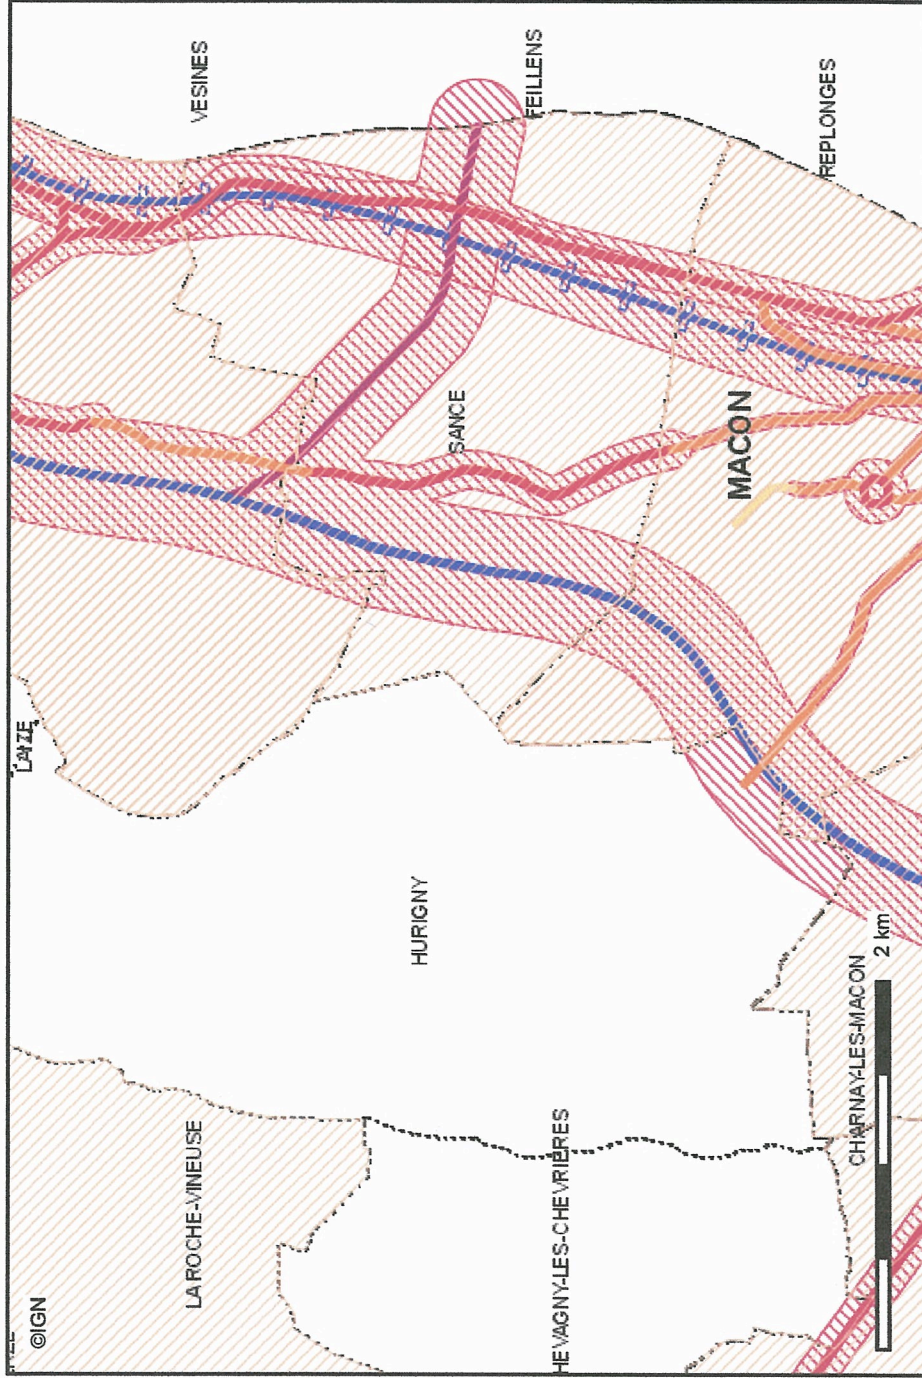 ©IGN
LAIZE
VESINES
FEILLENS
REPLONGES
SANCE
MACON
HURIGNY
LA ROCHE-VINEUSE
HEVAGNY-LES-CHEVRIERES
CHARNAY-LES-MACON
2 km